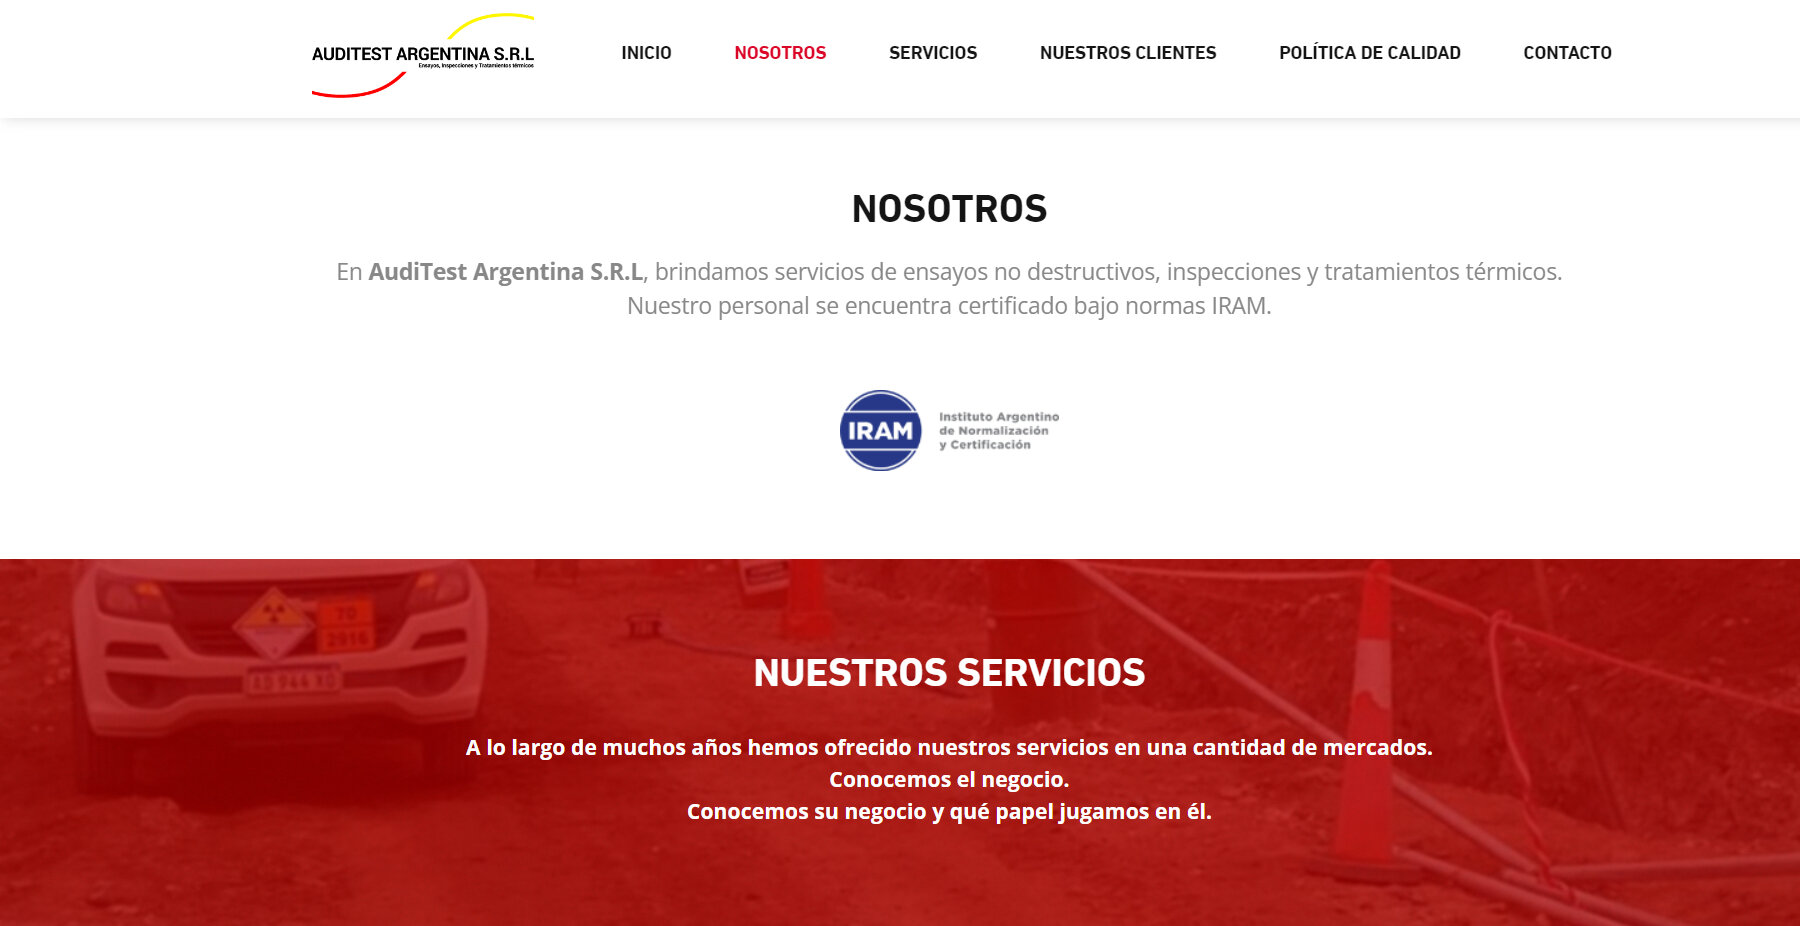 AUDITEST ARGENTINA S.R.L
Ensayos, Inspecciones y Tratamientos térmicos
INICIO
NOSOTROS
SERVICIOS
NUESTROS CLIENTES
POLÍTICA DE CALIDAD
CONTACTO
NOSOTROS
En AudiTest Argentina S.R.L, brindamos servicios de ensayos no destructivos, inspecciones y tratamientos térmicos.
Nuestro personal se encuentra certificado bajo normas IRAM.
IRAM
Instituto Argentino
de Normalización
y Certificación
70
2916
AD 944 XO
NUESTROS SERVICIOS
A lo largo de muchos años hemos ofrecido nuestros servicios en una cantidad de mercados.
Conocemos el negocio.
Conocemos su negocio y qué papel jugamos en él.